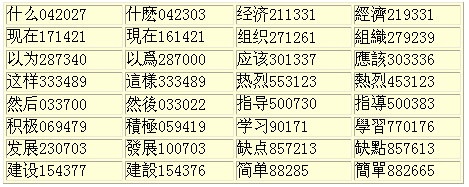 什么042027 什麽042303 经济211331 經濟219331
现在171421 現在161421 组织271261 組織279239
以为287340 以爲287000 应该301337 應該303336
这样333489 這樣333489 热烈553123 熱烈453123
然后033700 然後033022 指导500730 指導500383
积极069479 積極059419 学习90171 學習770176
发展230703 發展100703 缺点857213 缺點857613
建设154377 建設154376 简单88285 簡單882665